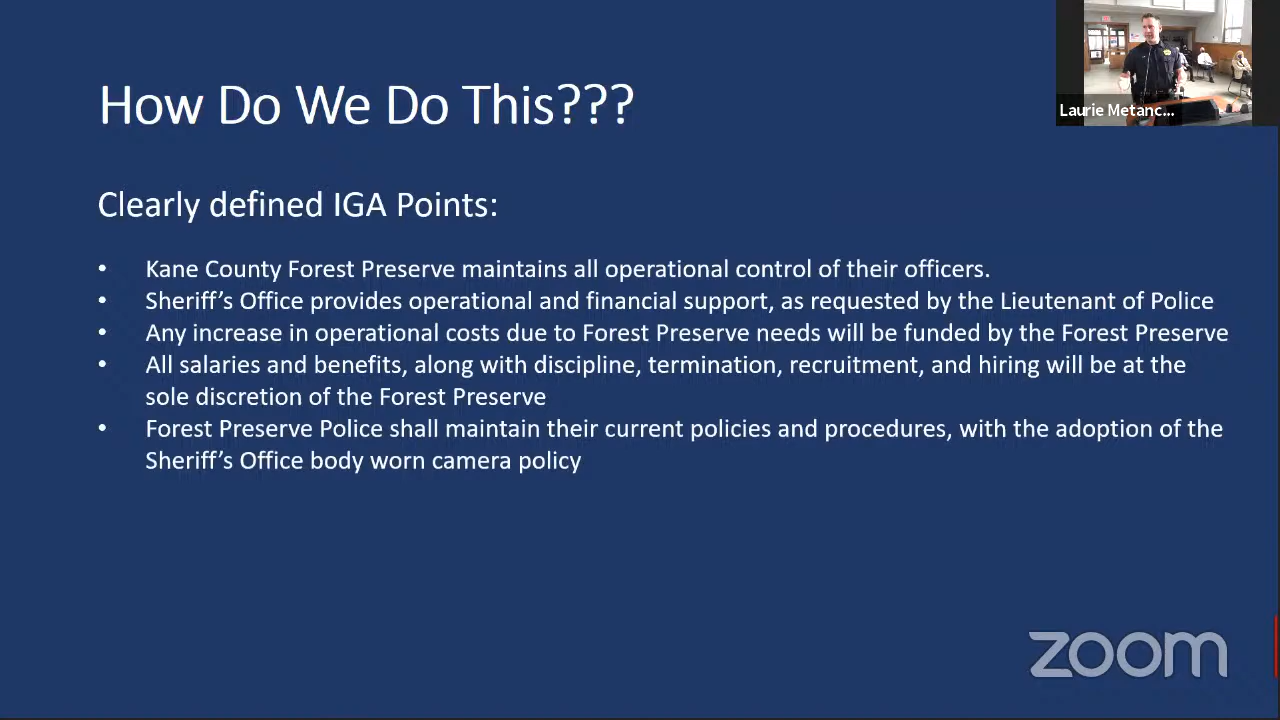 How Do We Do This???
Laurie Metanc...
Clearly defined IGA Points:
• Kane County Forest Preserve maintains all operational control of their officers.
• Sheriff’s Office provides operational and financial support, as requested by the Lieutenant of Police
• Any increase in operational costs due to Forest Preserve needs will be funded by the Forest Preserve
• All salaries and benefits, along with discipline, termination, recruitment, and hiring will be at the
sole discretion of the Forest Preserve
• Forest Preserve Police shall maintain their current policies and procedures, with the adoption of the
Sheriff’s Office body worn camera policy
zoom